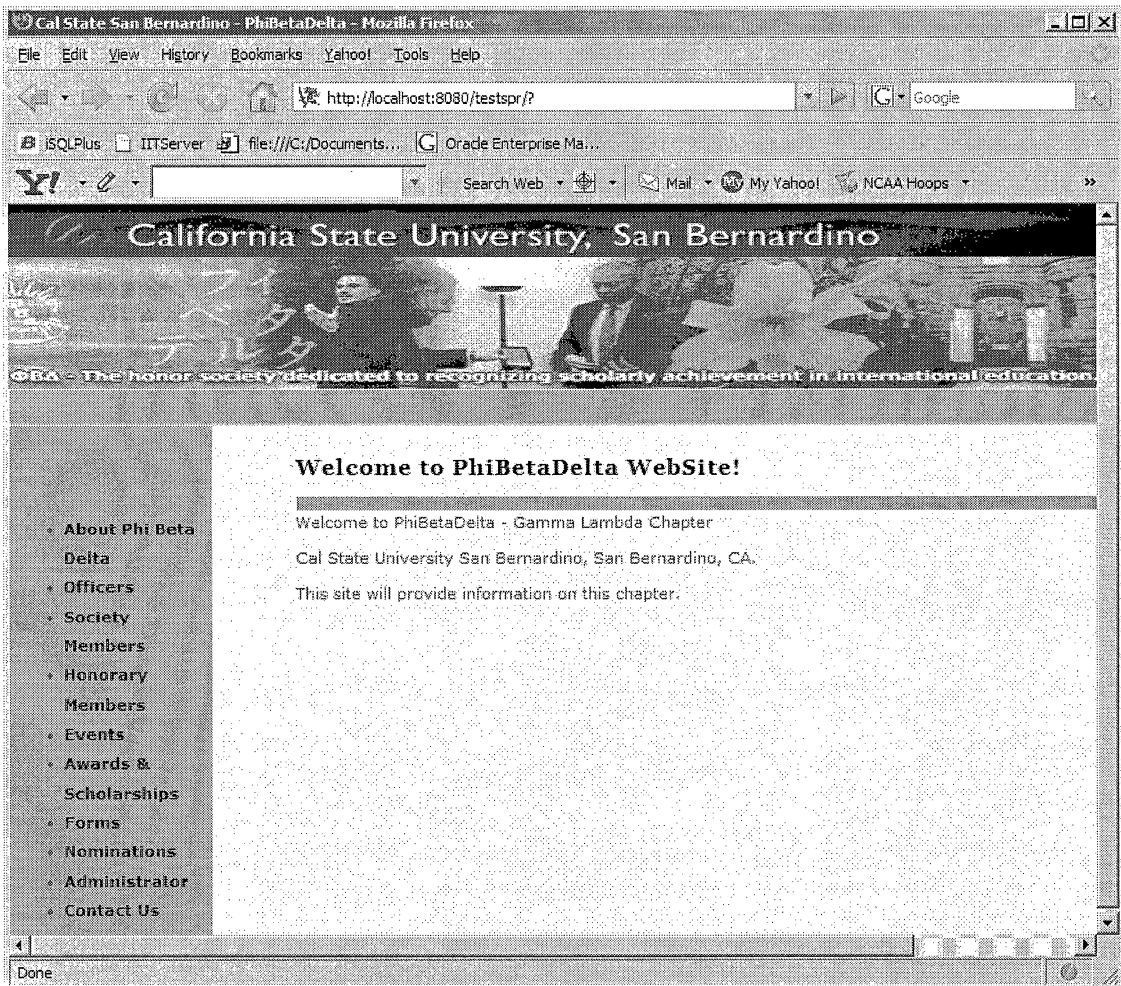 Cal State San Bernardino - PhiBetaDelta - Mozilla Firefox
File Edit View History Bookmarks Yahoo! Tools Help
http://localhost:8080/testspr/? G Google
iSQLPlus IITServer file:///C:/Documents... G Oracle Enterprise Ma...
Y! Search Web Mail My Yahoo! NCAA Hoops »
California State University, San Bernardino
デルタ
ΦBΔ - The honor society dedicated to recognizing scholarly achievement in international education.
Welcome to PhiBetaDelta WebSite!
Welcome to PhiBetaDelta - Gamma Lambda Chapter
Cal State University San Bernardino, San Bernardino, CA.
This site will provide information on this chapter.
About Phi Beta
Delta
Officers
Society
Members
Honorary
Members
Events
Awards &
Scholarships
Forms
Nominations
Administrator
Contact Us
Done